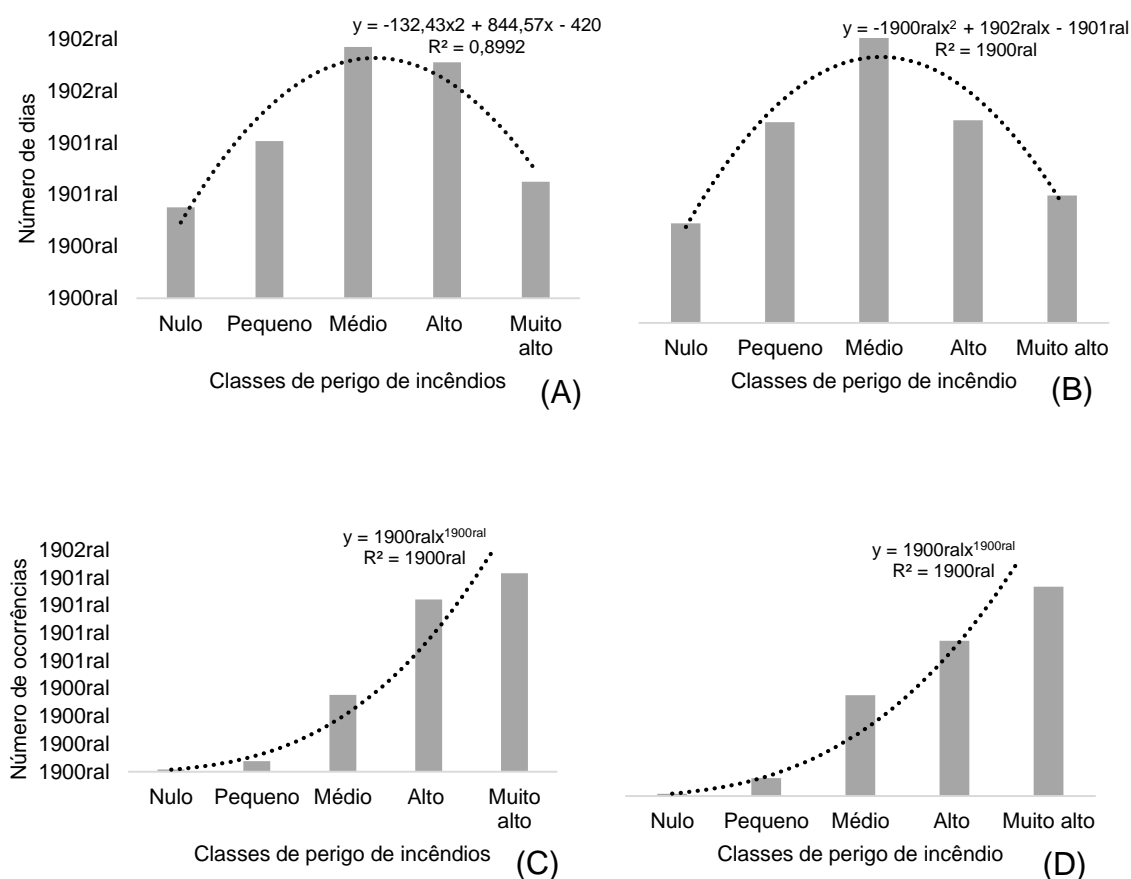 y = -132,43x2 + 844,57x - 420
R² = 0,8992
1902ral
1902ral
1901ral
1901ral
1900ral
1900ral
Número de dias
Nulo Pequeno Médio Alto Muito alto
Classes de perigo de incêndios
(A)
y = -1900ralx² + 1902ralx - 1901ral
R² = 1900ral
Nulo Pequeno Médio Alto Muito alto
Classes de perigo de incêndio
(B)
y = 1900ralx^1900ral
R² = 1900ral
1902ral
1901ral
1901ral
1901ral
1901ral
1900ral
1900ral
1900ral
1900ral
Número de ocorrências
Nulo Pequeno Médio Alto Muito alto
Classes de perigo de incêndios
(C)
y = 1900ralx^1900ral
R² = 1900ral
Nulo Pequeno Médio Alto Muito alto
Classes de perigo de incêndio
(D)